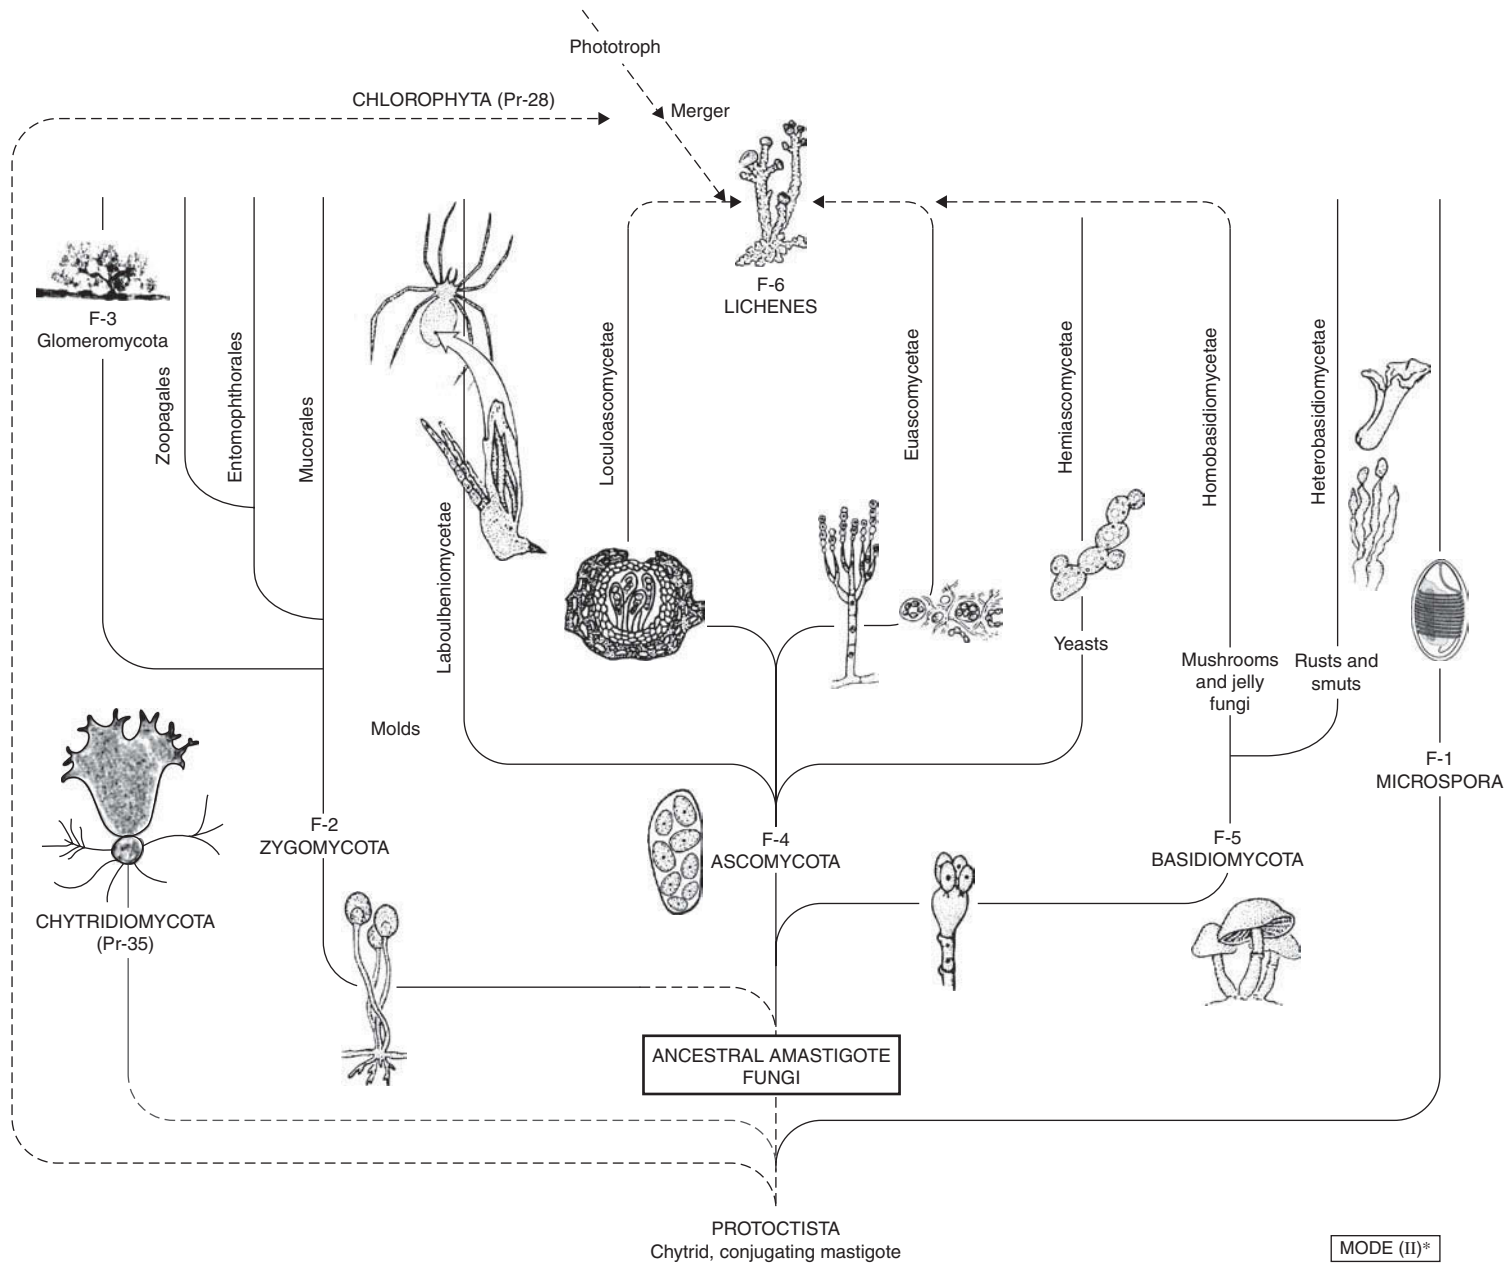 Phototroph
CHLOROPHYTA (Pr-28)
Merger
F-6
LICHENES
F-3
Glomeromycota
Zoopagales
Entomophthorales
Mucorales
Laboulbeniomycetae
Loculoascomycetae
Euascomycetae
Hemiascomycetae
Homobasidiomycetae
Heterobasidiomycetae
Yeasts
Mushrooms
and jelly
fungi
Rusts and
smuts
Molds
F-1
MICROSPORA
F-2
ZYGOMYCOTA
F-4
ASCOMYCOTA
F-5
BASIDIOMYCOTA
CHYTRIDIOMYCOTA
(Pr-35)
ANCESTRAL AMASTIGOTE
FUNGI
PROTOCTISTA
Chytrid, conjugating mastigote
MODE (II)*